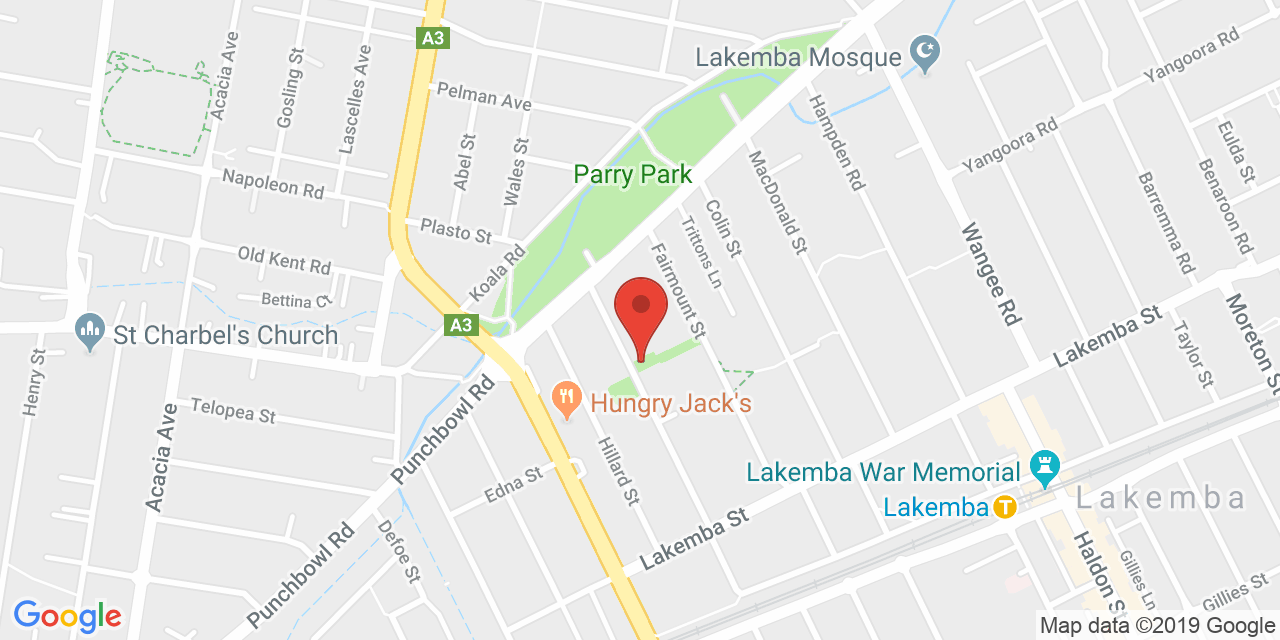 A3
Lakemba Mosque
Yangoora Rd
Acacia Ave
Gosling St
Lascelles Ave
Pelman Ave
Hampden Rd
Yangoora Rd
Euida St
Abel St
Wales St
Parry Park
MacDonald St
Barremma Rd
Benaroon Rd
Napoleon Rd
Plasto St
Colin St
Trittons Ln
Old Kent Rd
Koala Rd
Fairmount St
Wangee Rd
Bettina Ct
A3
St Charbel's Church
Lakemba St
Moreton St
Taylor St
Henry St
Telopea St
Punchbowl Rd
Hungry Jack's
Acacia Ave
Hillard St
Edna St
Lakemba War Memorial
Lakemba
T
Lakemba
Lakemba St
Defoe St
Punchbowl Rd
Haldon St
Gillies Ln
Gillies St
Google
Map data ©2019 Google